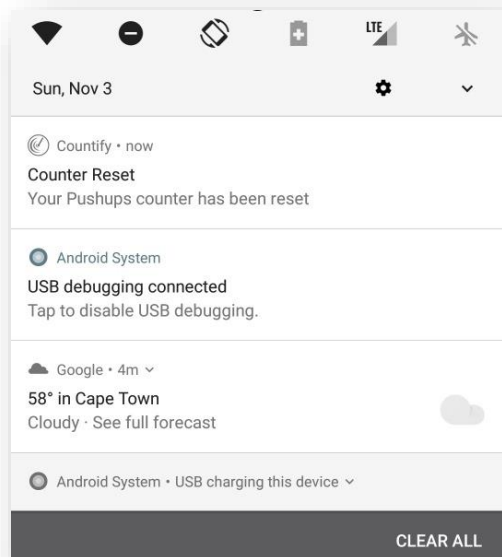 LTE
Sun, Nov 3
Countify • now
Counter Reset
Your Pushups counter has been reset
Android System
USB debugging connected
Tap to disable USB debugging.
Google • 4m
58° in Cape Town
Cloudy · See full forecast
Android System • USB charging this device
CLEAR ALL